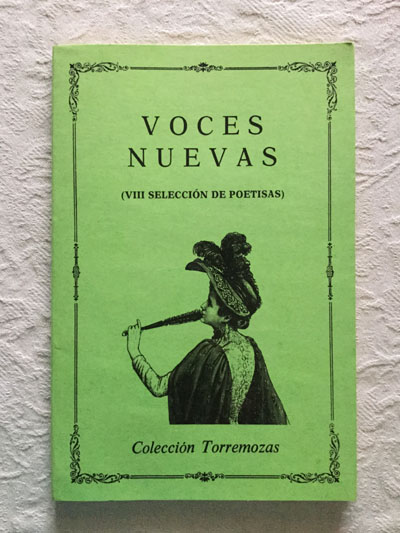 VOCES
NUEVAS
(VIII SELECCIÓN DE POETISAS)
Colección Torremozas